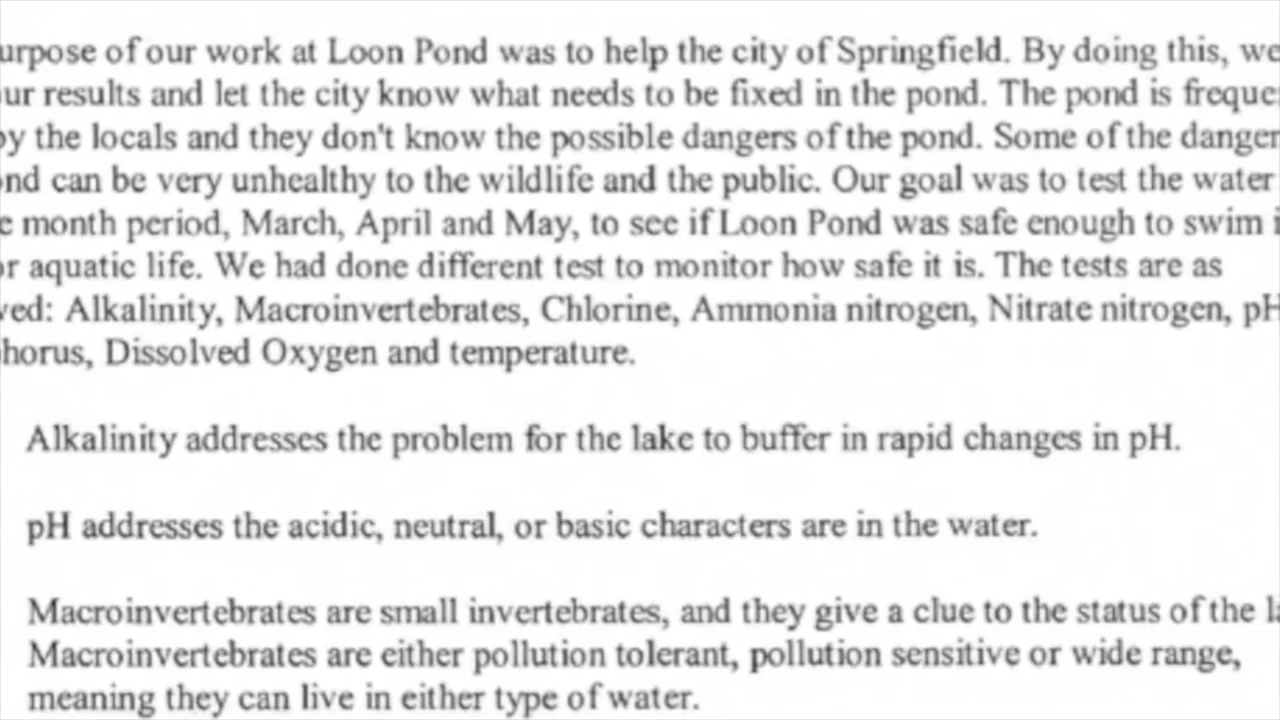 urpose of our work at Loon Pond was to help the city of Springfield. By doing this, we
ur results and let the city know what needs to be fixed in the pond. The pond is freque
by the locals and they don't know the possible dangers of the pond. Some of the danger
nd can be very unhealthy to the wildlife and the public. Our goal was to test the water
e month period, March, April and May, to see if Loon Pond was safe enough to swim i
or aquatic life. We had done different test to monitor how safe it is. The tests are as
ved: Alkalinity, Macroinvertebrates, Chlorine, Ammonia nitrogen, Nitrate nitrogen, pH
horus, Dissolved Oxygen and temperature.
Alkalinity addresses the problem for the lake to buffer in rapid changes in pH.
pH addresses the acidic, neutral, or basic characters are in the water.
Macroinvertebrates are small invertebrates, and they give a clue to the status of the la
Macroinvertebrates are either pollution tolerant, pollution sensitive or wide range,
meaning they can live in either type of water.